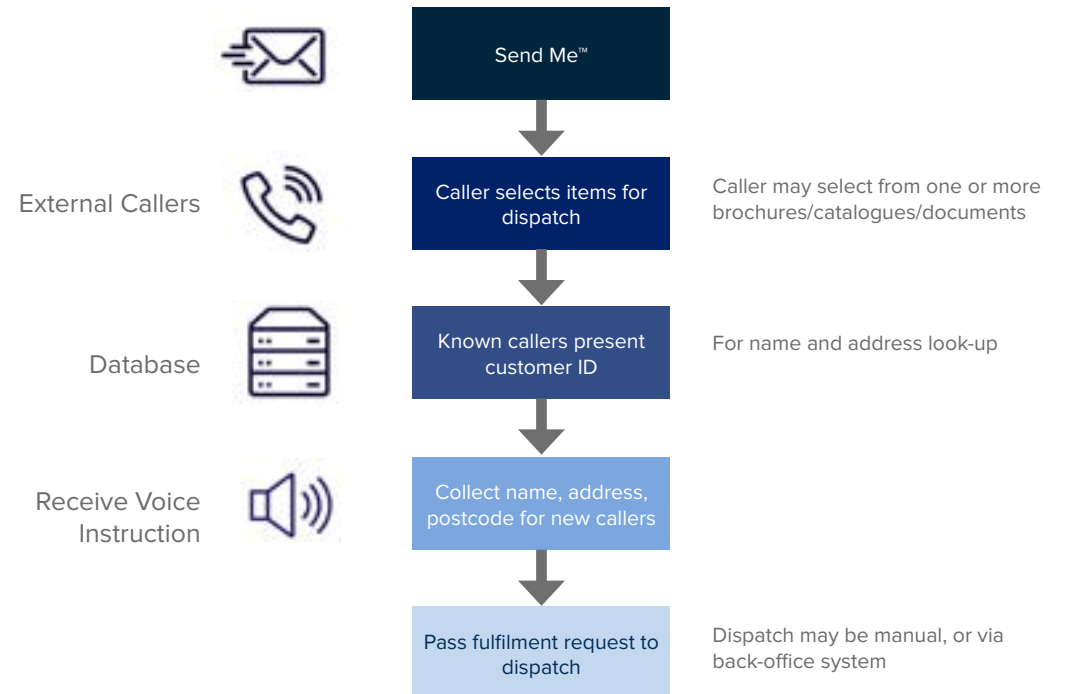 Send Me™
External Callers
Caller selects items for
dispatch
Caller may select from one or more
brochures/catalogues/documents
Database
Known callers present
customer ID
For name and address look-up
Receive Voice
Instruction
Collect name, address,
postcode for new callers
Pass fulfilment request to
dispatch
Dispatch may be manual, or via
back-office system